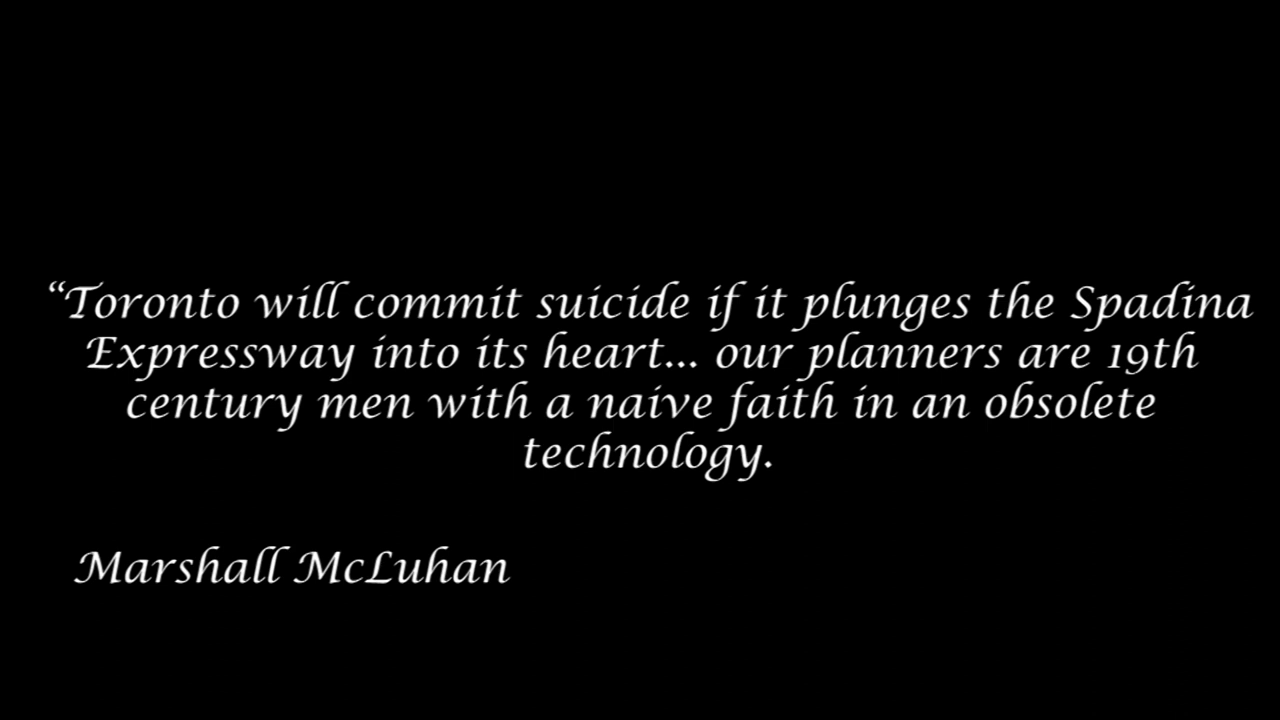 “Toronto will commit suicide if it plunges the Spadina
Expressway into its heart... our planners are 19th
century men with a naive faith in an obsolete
technology.
Marshall McLuhan